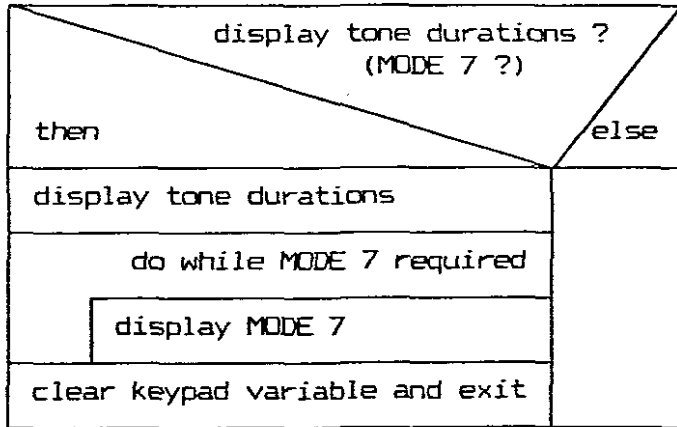 display tone durations ?
(MODE 7 ?)
then
else
display tone durations
do while MODE 7 required
display MODE 7
clear keypad variable and exit